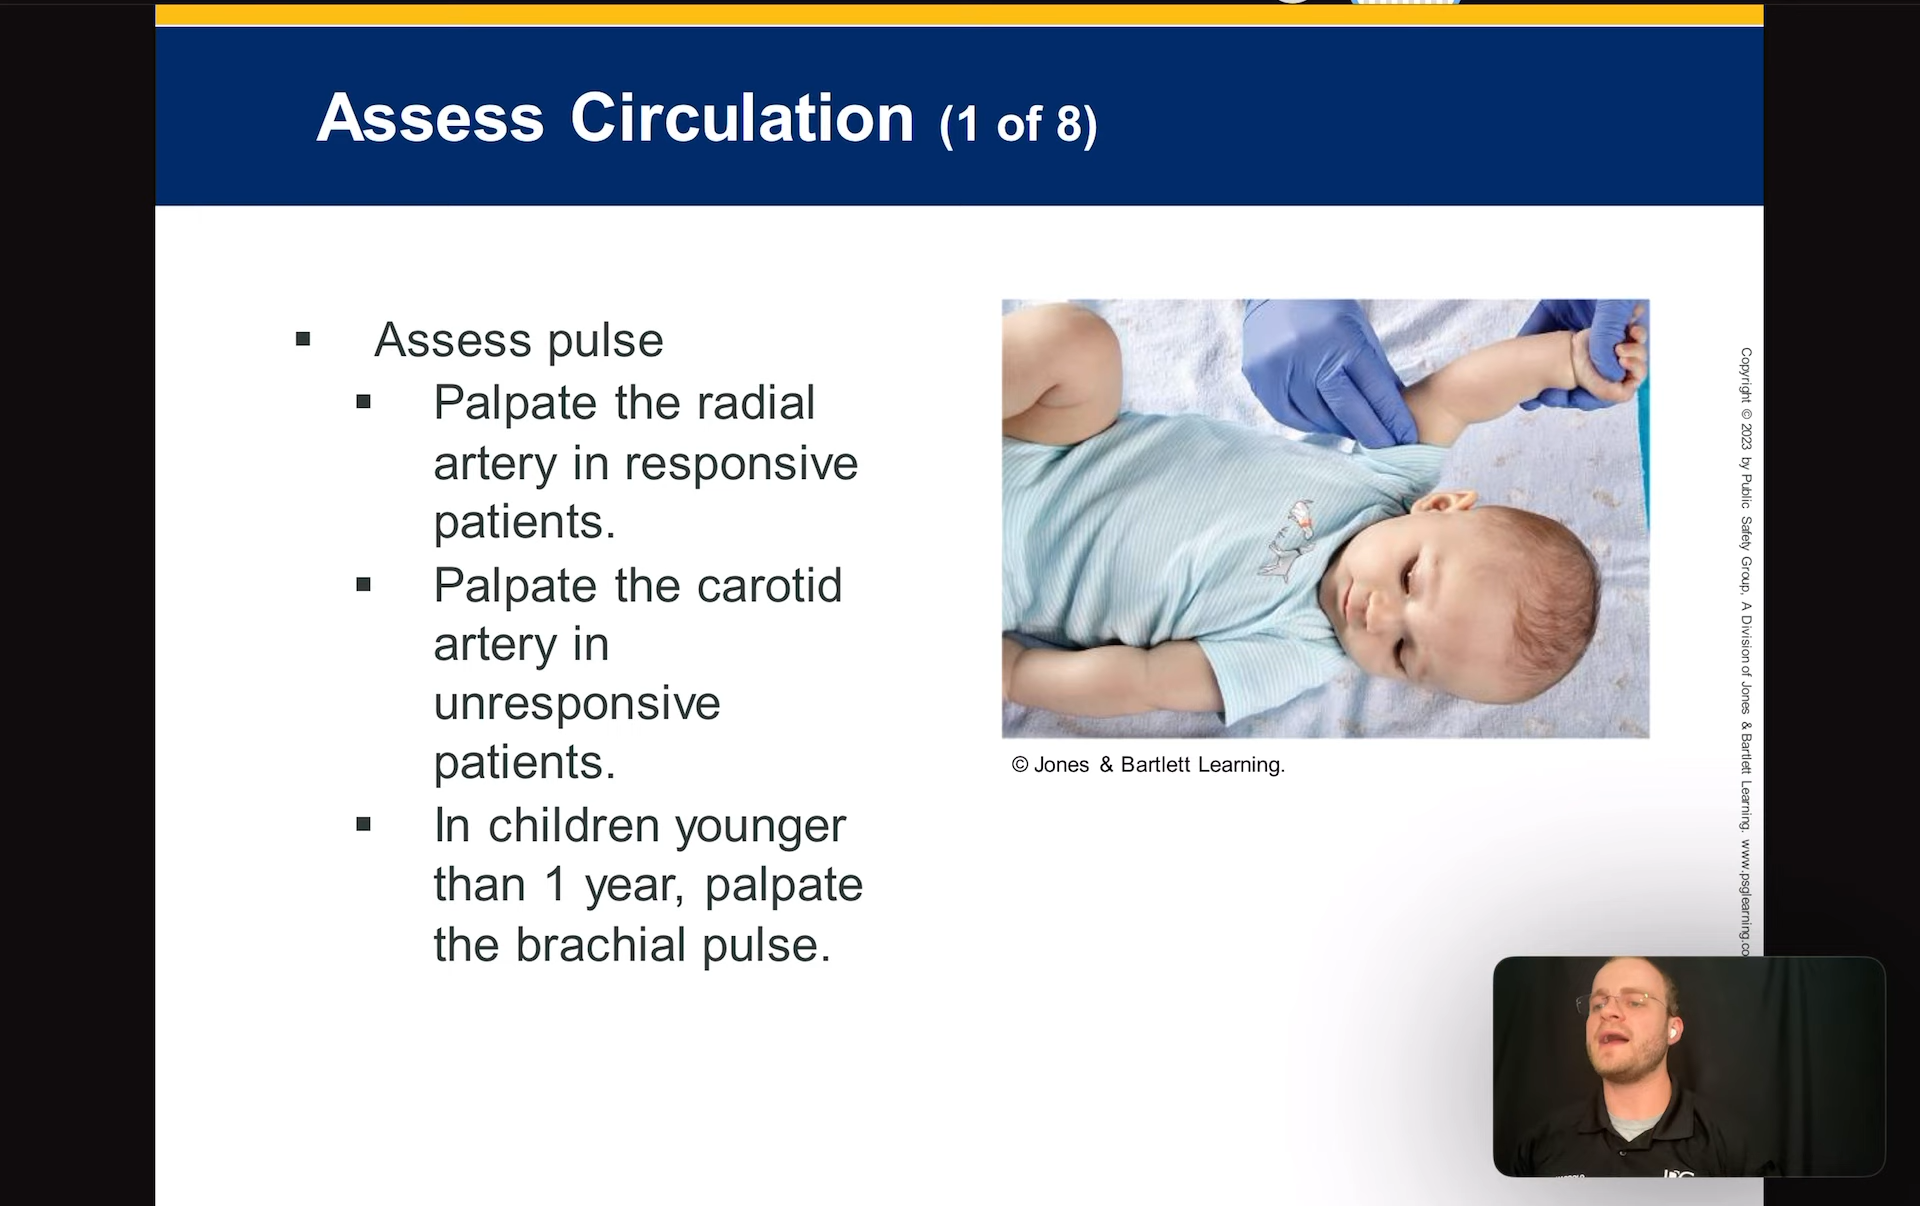 Assess Circulation (1 of 8)
▪ Assess pulse
▪ Palpate the radial
artery in responsive
patients.
▪ Palpate the carotid
artery in
unresponsive
patients.
▪ In children younger
than 1 year, palpate
the brachial pulse.
© Jones & Bartlett Learning.
Copyright © 2023 by Public Safety Group, A Division of Jones & Bartlett Learning. www.psglearning.co